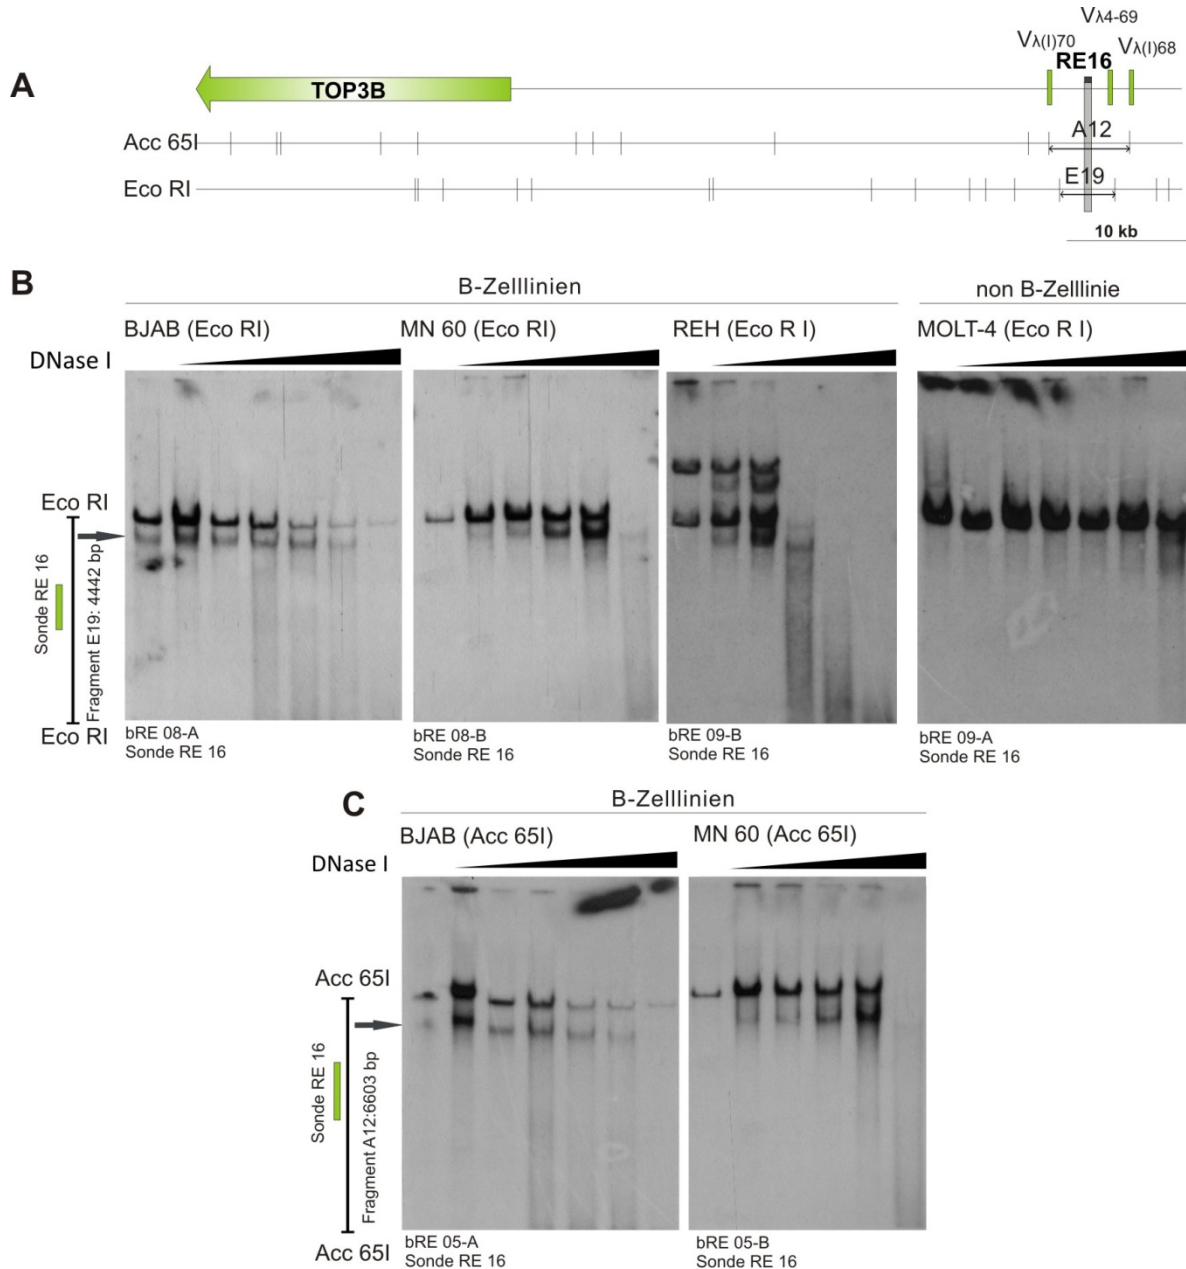 A
Vλ4-69
Vλ(I)70
Vλ(I)68
RE16
TOP3B
Acc 65I
A12
Eco RI
E19
10 kb
B
B-Zelllinien
non B-Zelllinie
BJAB (Eco RI)
MN 60 (Eco RI)
REH (Eco R I)
MOLT-4 (Eco R I)
DNase I
Eco RI
Sonde RE 16
Fragment E19: 4442 bp
Eco RI
bRE 08-A
Sonde RE 16
bRE 08-B
Sonde RE 16
bRE 09-B
Sonde RE 16
bRE 09-A
Sonde RE 16
C
B-Zelllinien
BJAB (Acc 65I)
MN 60 (Acc 65I)
DNase I
Acc 65I
Sonde RE 16
Fragment A12:6603 bp
Acc 65I
bRE 05-A
Sonde RE 16
bRE 05-B
Sonde RE 16